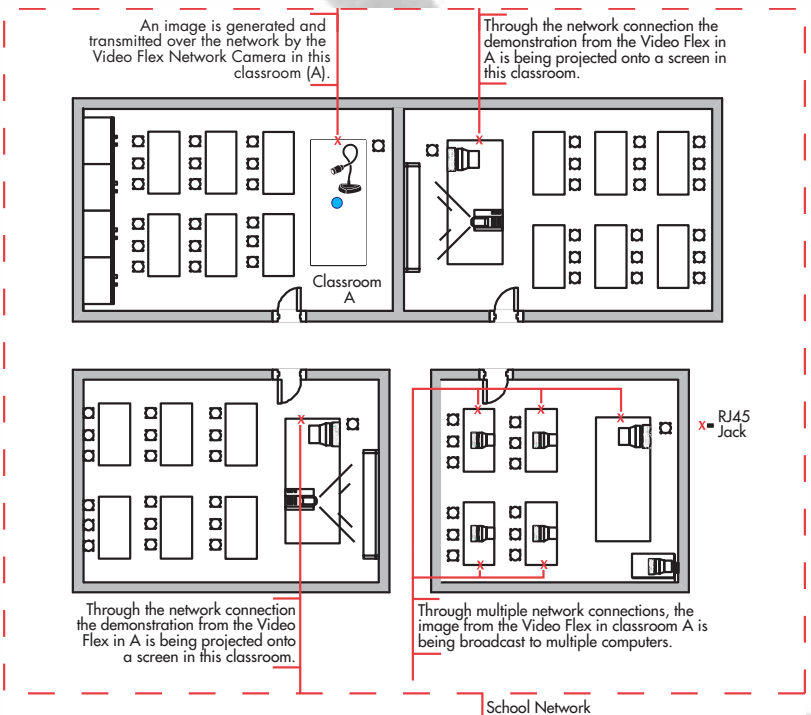 An image is generated and
transmitted over the network by the
Video Flex Network Camera in this
classroom (A).
Through the network connection the
demonstration from the Video Flex in
A is being projected onto a screen in
this classroom.
Classroom
A
x
x
x
x
x
x
x
x
x
RJ45
Jack
Through the network connection
the demonstration from the Video
Flex in A is being projected onto
a screen in this classroom.
Through multiple network connections, the
image from the Video Flex in classroom A is
being broadcast to multiple computers.
School Network